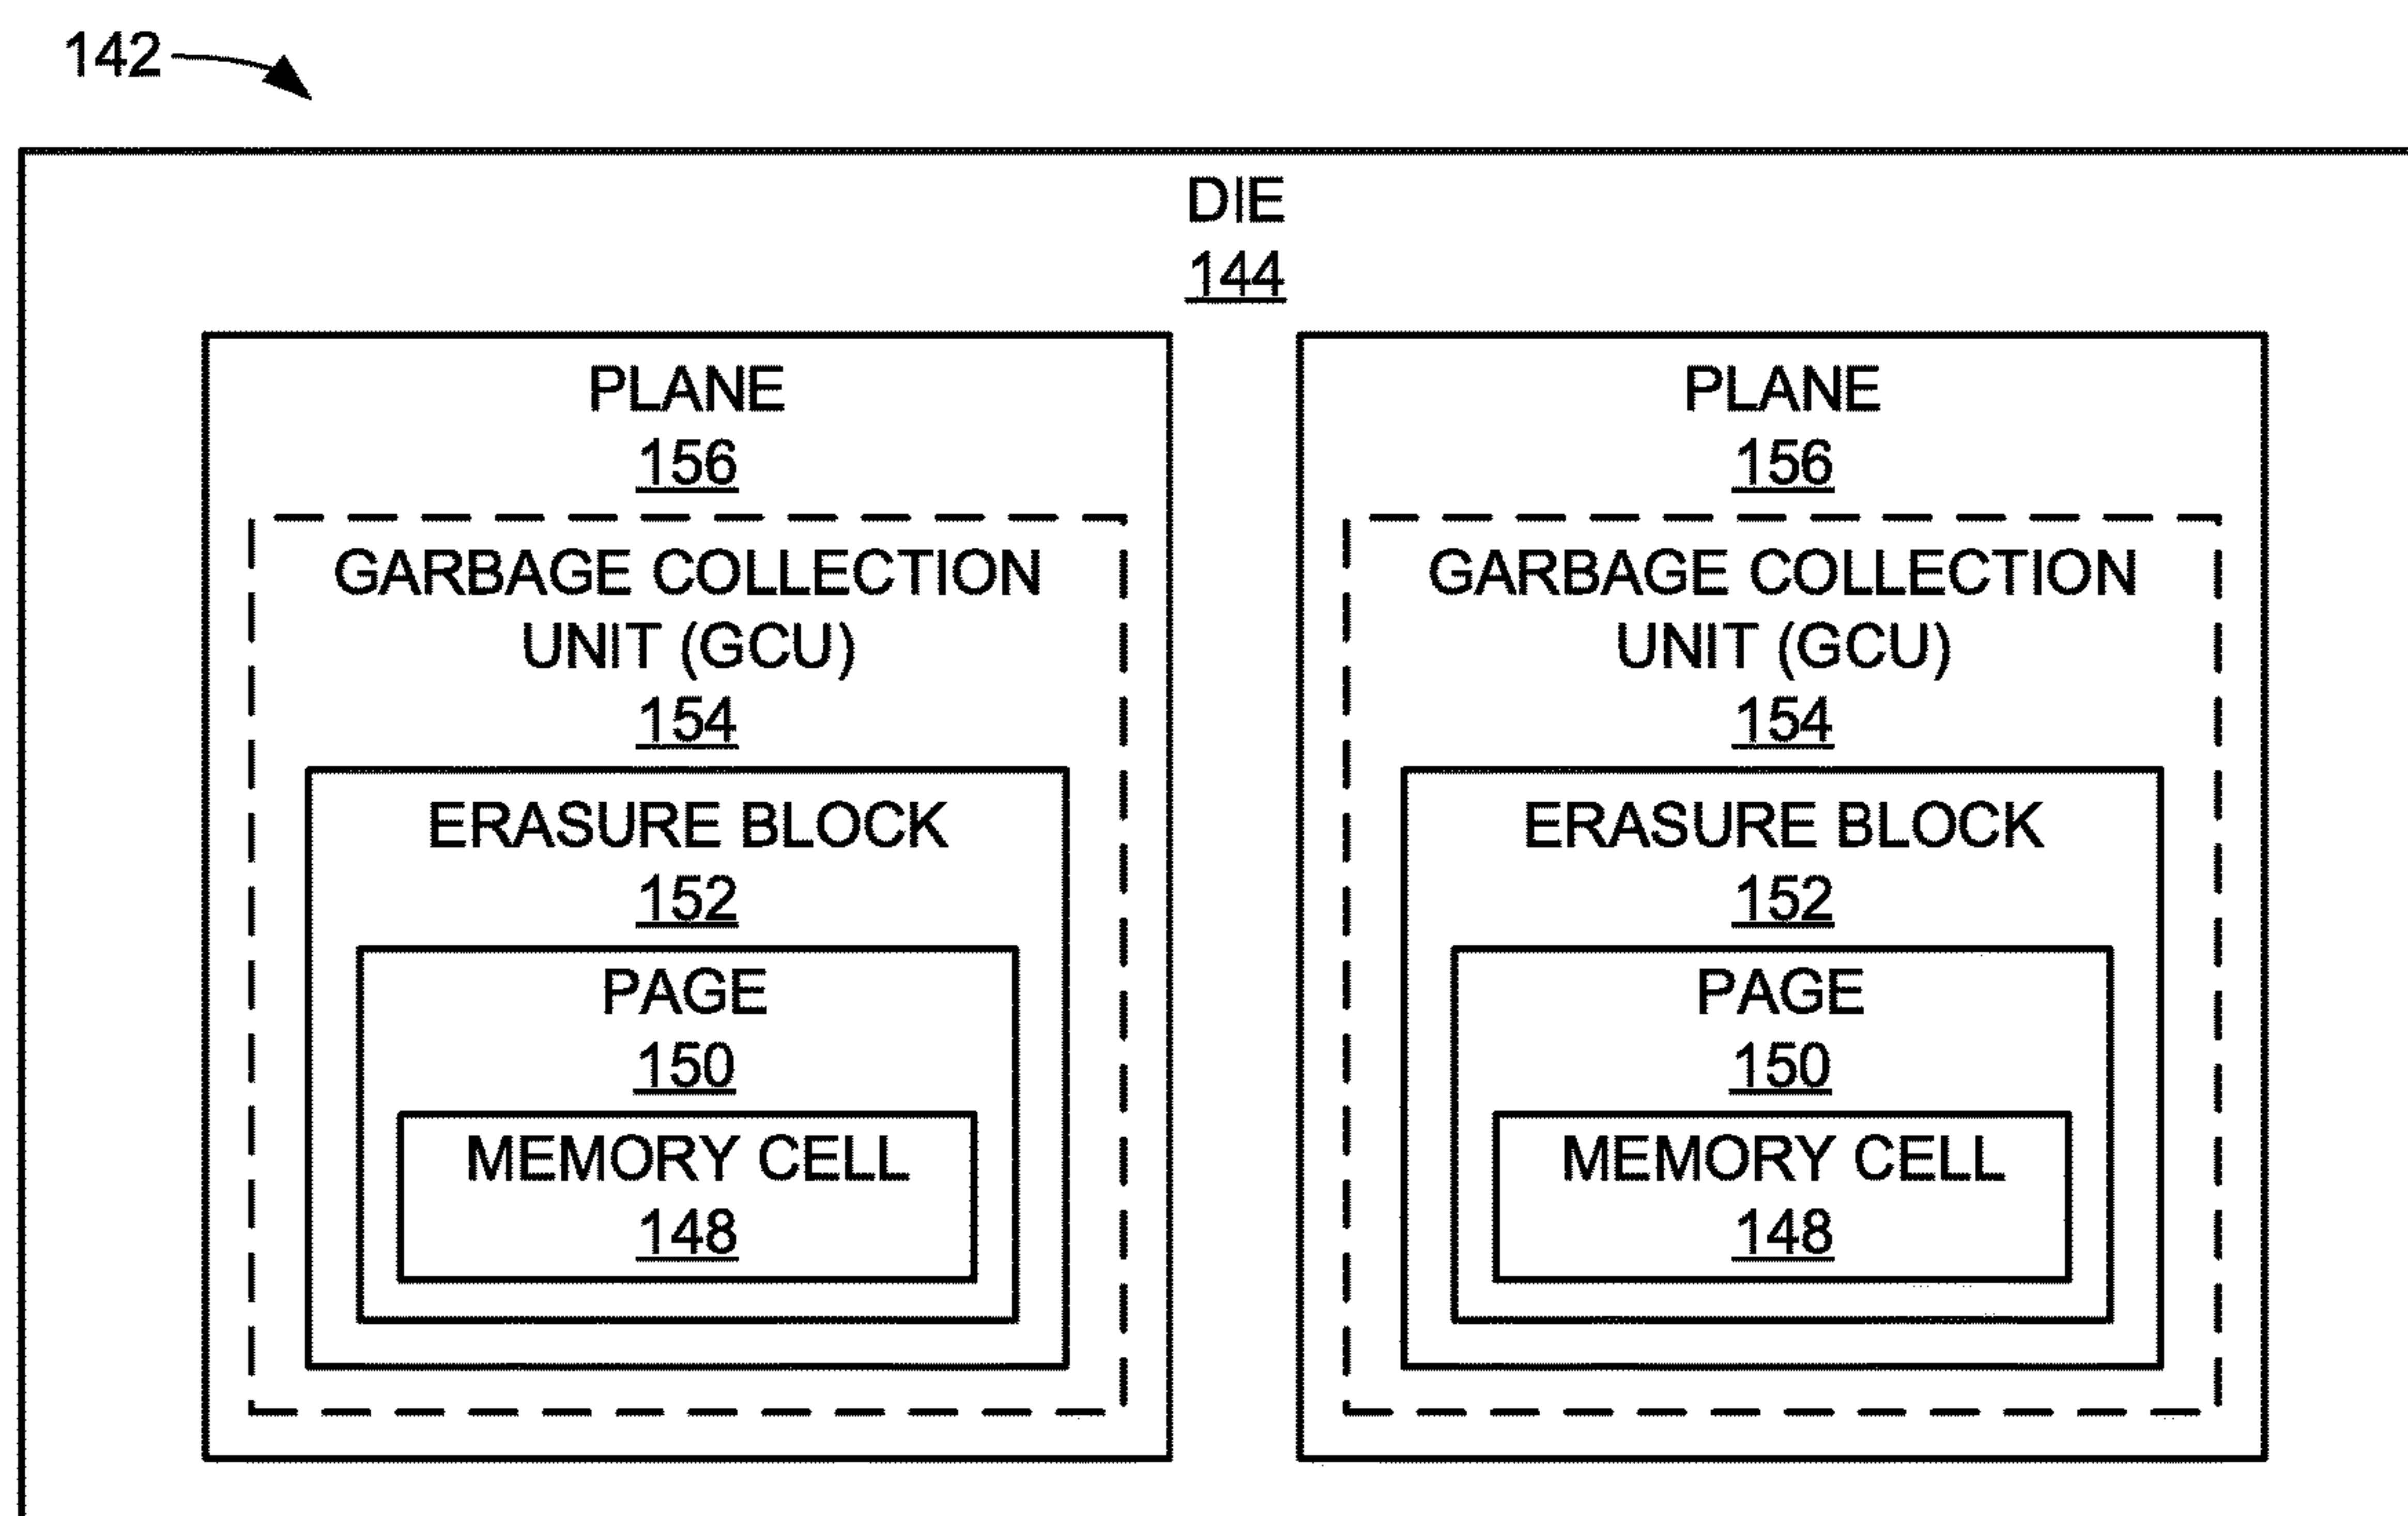 142
DIE
144
PLANE
156
GARBAGE COLLECTION
UNIT (GCU)
154
ERASURE BLOCK
152
PAGE
150
MEMORY CELL
148
PLANE
156
GARBAGE COLLECTION
UNIT (GCU)
154
ERASURE BLOCK
152
PAGE
150
MEMORY CELL
148